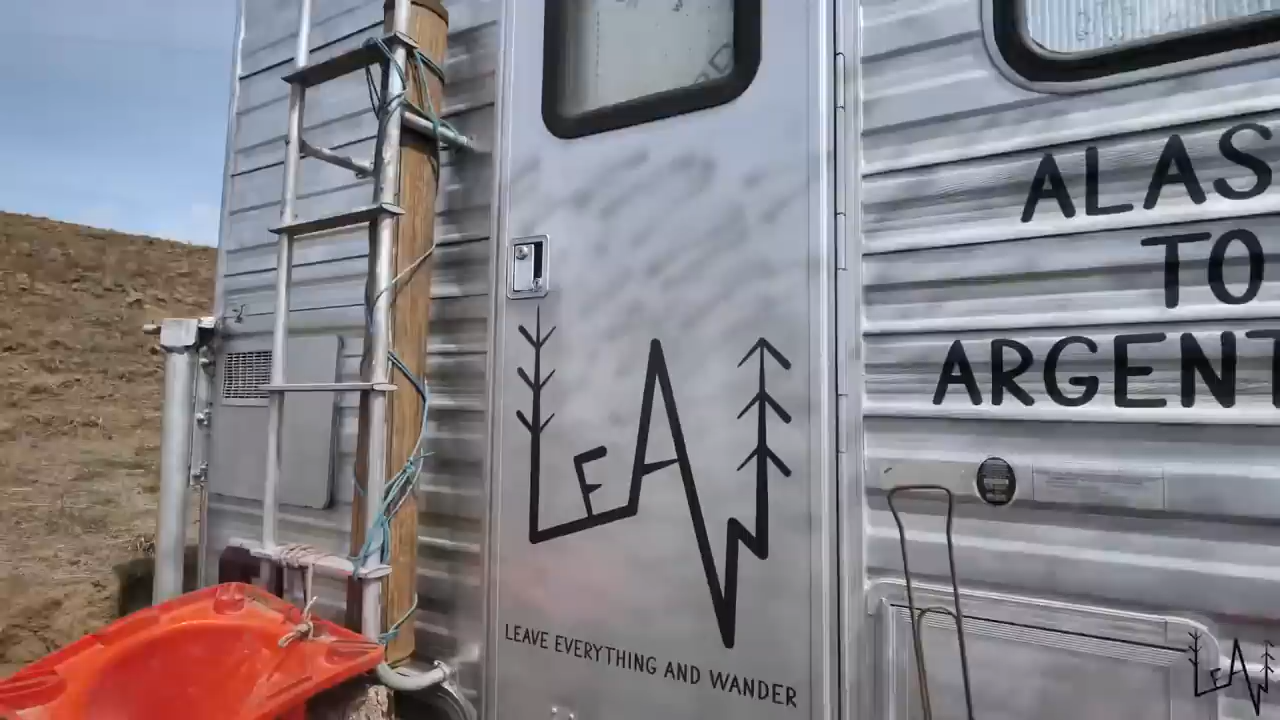 ALAS
TO
ARGENT
LEAW
LEAVE EVERYTHING AND WANDER